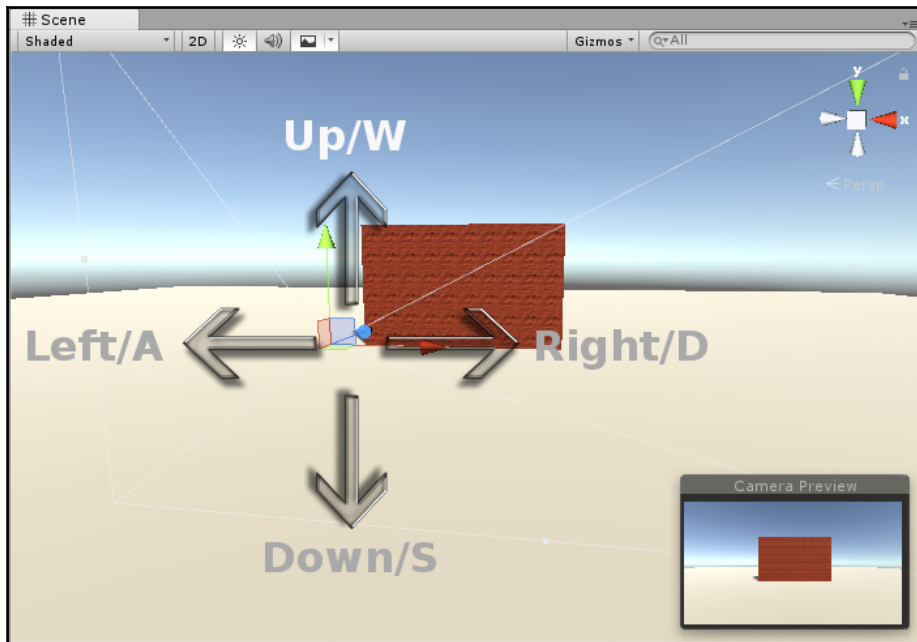 Scene
Shaded 2D Gizmos All
y
x
Persp
Up/W
Left/A Right/D
Down/S
Camera Preview